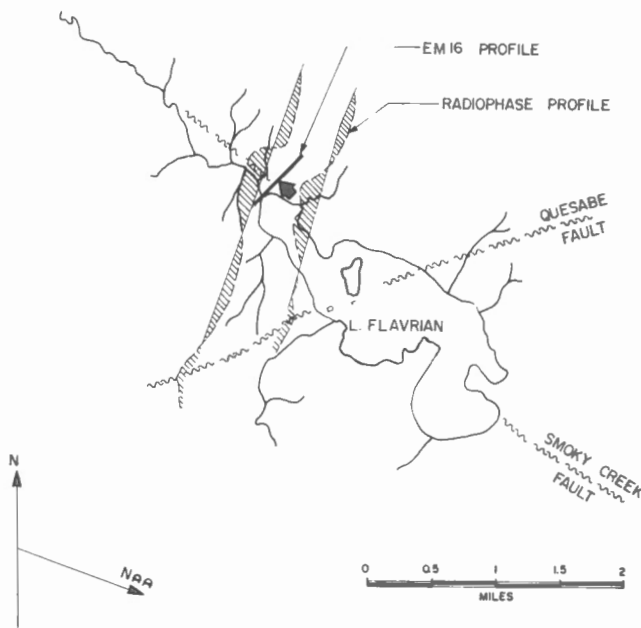 EM16 PROFILE
RADIOPHASE PROFILE
QUESABE
FAULT
L. FLAVRIAN
SMOKY CREEK
FAULT
N
NAA
0 0.5 1 1.5 2
MILES